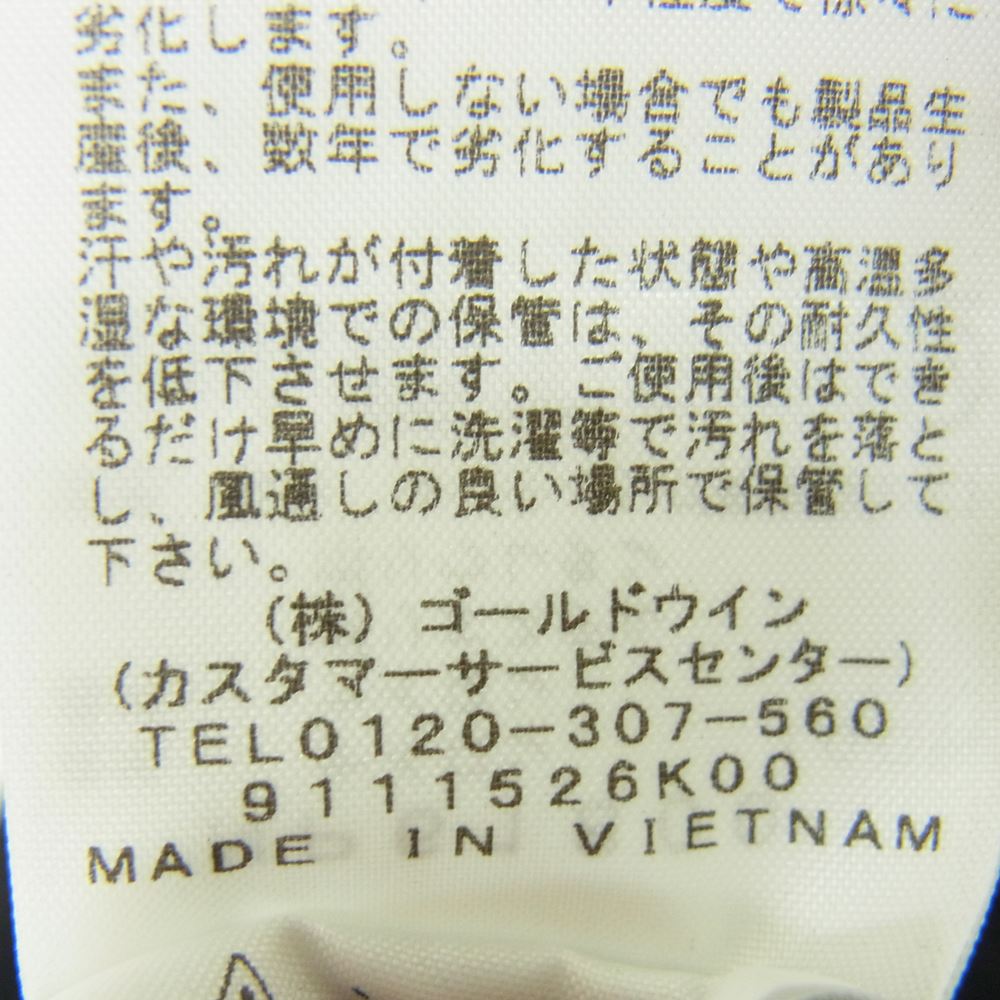 劣化します。
また、使用しない場合でも製品生
産後、数年で劣化することがあり
ます。
汗や汚れが付着した状態や高温多
湿な環境での保管は、その耐久性
を低下させます。ご使用後はでき
るだけ早めに洗濯等で汚れを落と
し、風通しの良い場所で保管して
下さい。
(株) ゴールドウイン
(カスタマーサービスセンター)
TEL0120-307-560
9111526K00
MADE IN VIETNAM